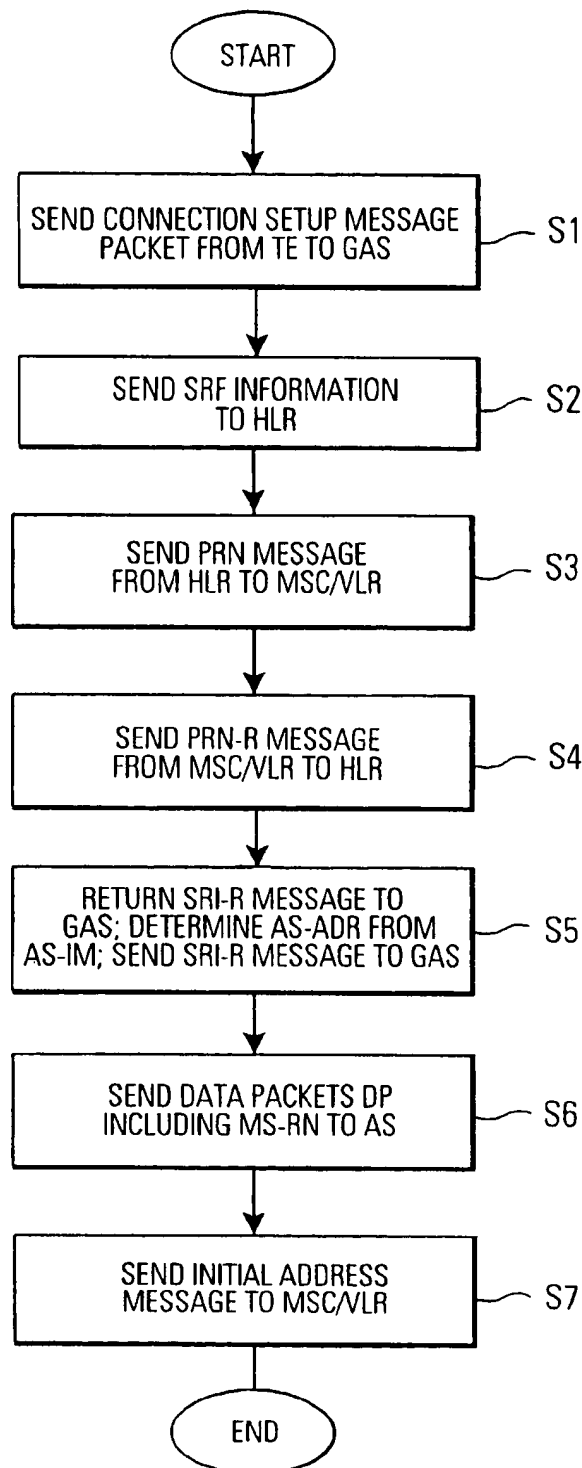 START
SEND CONNECTION SETUP MESSAGE
PACKET FROM TE TO GAS
S1
SEND SRF INFORMATION
TO HLR
S2
SEND PRN MESSAGE
FROM HLR TO MSC/VLR
S3
SEND PRN-R MESSAGE
FROM MSC/VLR TO HLR
S4
RETURN SRI-R MESSAGE TO
GAS; DETERMINE AS-ADR FROM
AS-IM; SEND SRI-R MESSAGE TO GAS
S5
SEND DATA PACKETS DP
INCLUDING MS-RN TO AS
S6
SEND INITIAL ADDRESS
MESSAGE TO MSC/VLR
S7
END